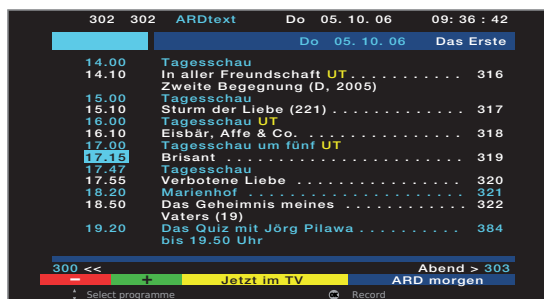 302 302 ARDtext Do 05. 10. 06 09: 36 : 42
Do 05. 10. 06 Das Erste
14.00 Tagesschau
14.10 In aller Freundschaft UT . . . . . . . . . . . 316
Zweite Begegnung (D, 2005)
15.00 Tagesschau
15.10 Sturm der Liebe (221) . . . . . . . . . . . . . . 317
16.00 Tagesschau UT
16.10 Eisbär, Affe & Co. . . . . . . . . . . . . . . . . 318
17.00 Tagesschau um fünf UT
17.15 Brisant . . . . . . . . . . . . . . . . . . . . . . . 319
17.47 Tagesschau
17.55 Verbotene Liebe . . . . . . . . . . . . . . . . 320
18.20 Marienhof . . . . . . . . . . . . . . . . . . . . . 321
18.50 Das Geheimnis meines . . . . . . . . . . . 322
Vaters (19)
19.20 Das Quiz mit Jörg Pilawa . . . . . . . . . . 384
bis 19.50 Uhr
300 << Abend > 303
− + Jetzt im TV ARD morgen
Select programme Record